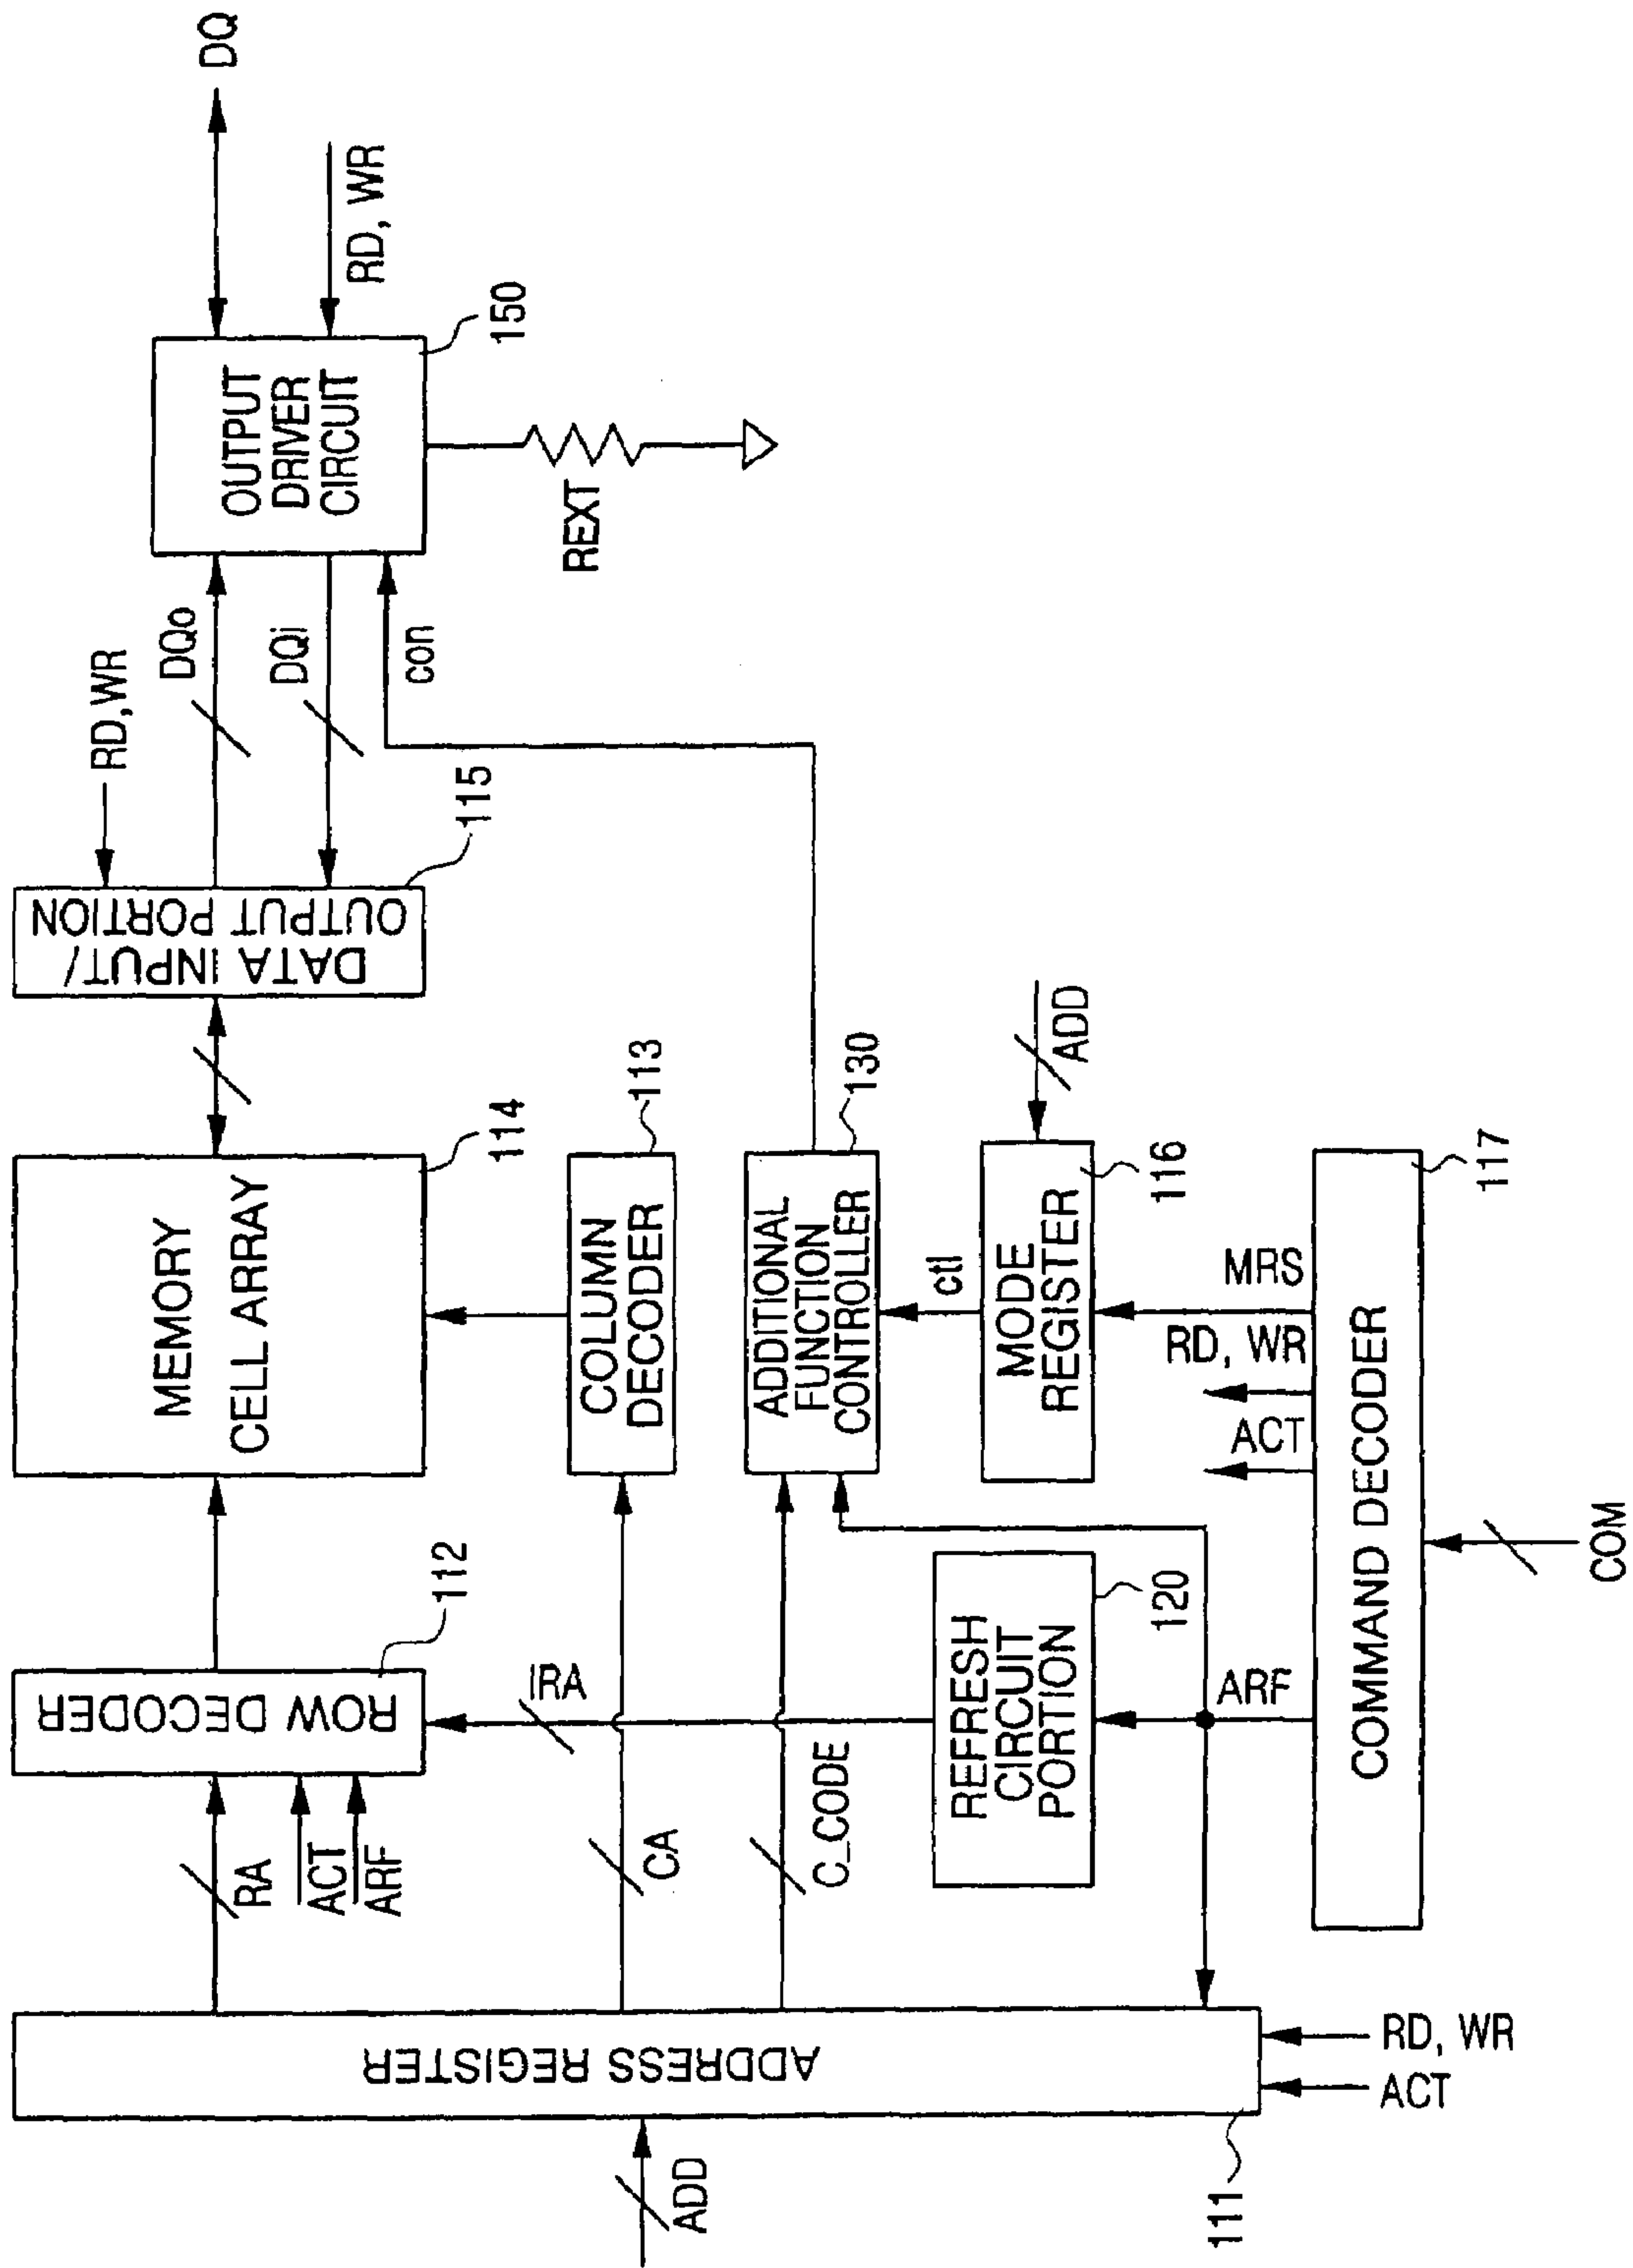 ADD
ADDRESS REGISTER
111
ACT
RD, WR
RA
ACT
ARF
ROW DECODER
112
IRA
CA
C_CODE
MEMORY
CELL ARRAY
114
COLUMN
DECODER
113
DATA INPUT/
OUTPUT PORTION
115
RD,WR
DQo
DQi
con
OUTPUT
DRIVER
CIRCUIT
150
DQ
RD, WR
REXT
ADDITIONAL
FUNCTION
CONTROLLER
130
ctl
MODE
REGISTER
116
ADD
REFRESH
CIRCUIT
PORTION
120
ARF
ACT
RD, WR
MRS
COMMAND DECODER
117
COM